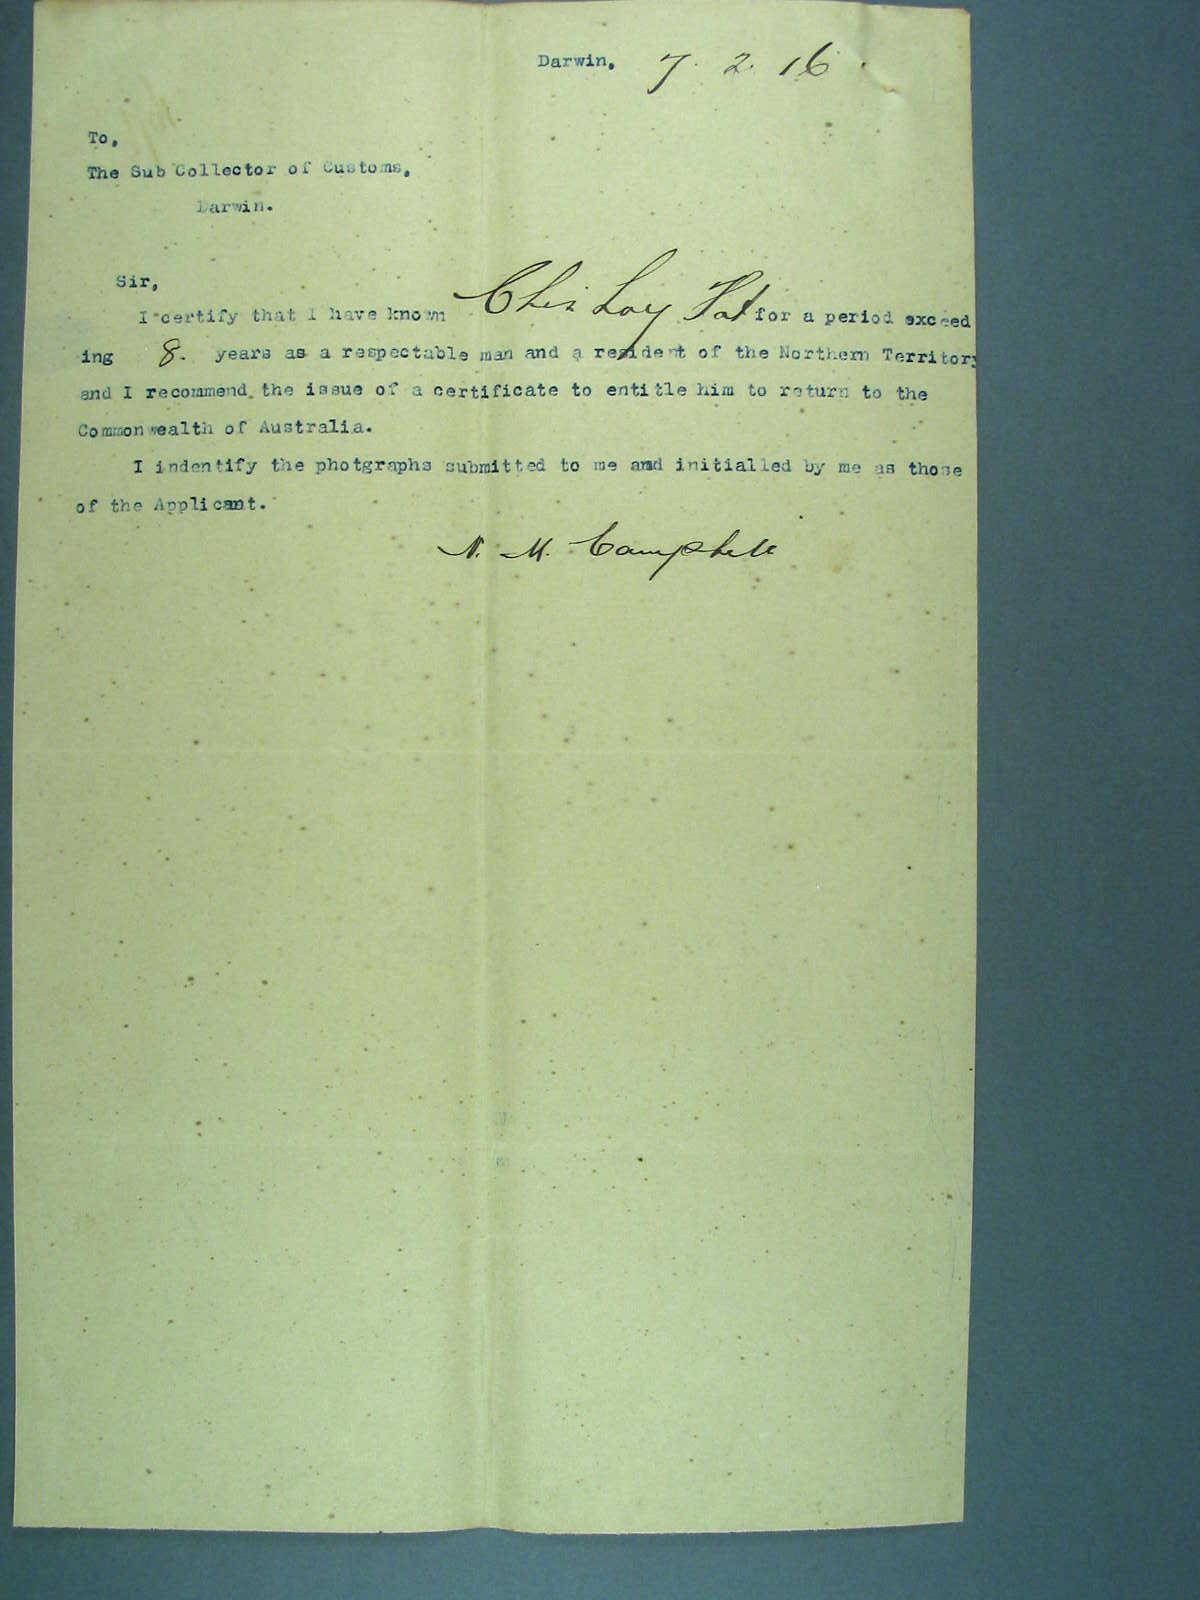 Darwin, 7. 2. 16.
To,
The Sub Collector of Customs,
Darwin.
Sir,
I certify that I have known Chin Loy Fat for a period exceed
ing 8. years as a respectable man and a resident of the Northern Territory
and I recommend the issue of a certificate to entitle him to return to the
Commonwealth of Australia.
I indentify the photgraphs submitted to me and initialled by me as those
of the Applicant.
N. M. Campbell